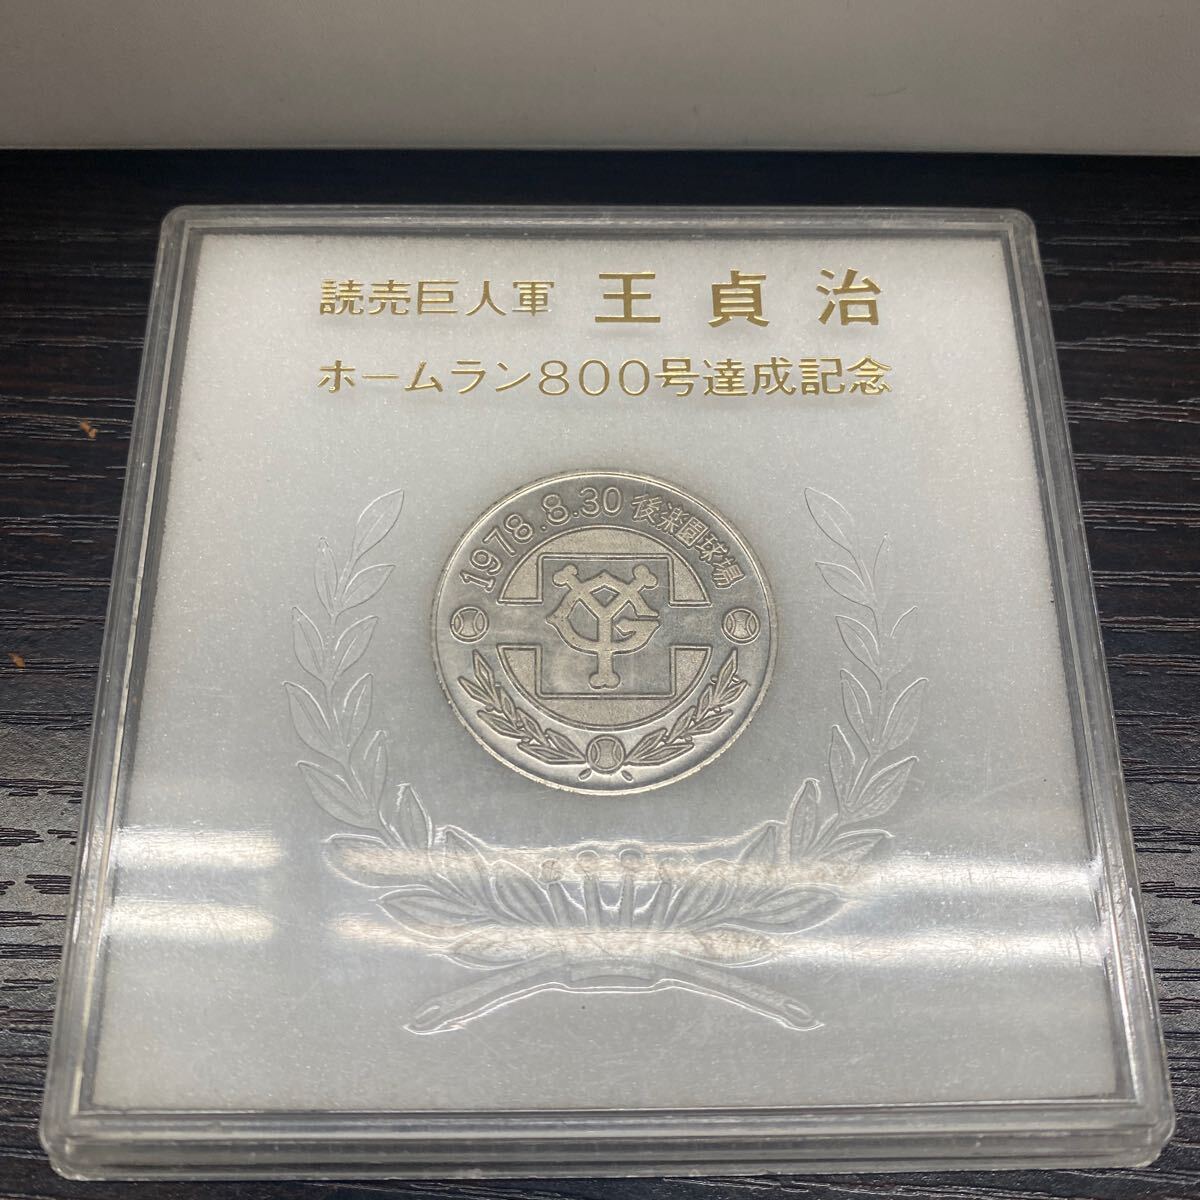 読売巨人軍 王貞治
ホームラン800号達成記念
1978.8.30 後楽園球場
YG